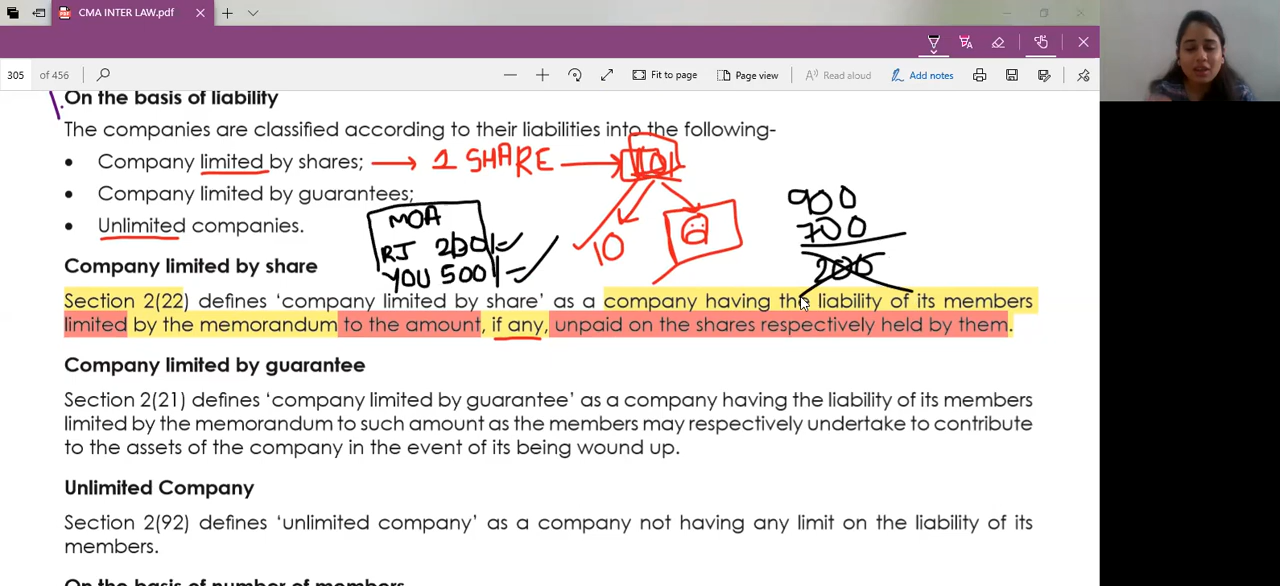 CMA INTER LAW.pdf
305 of 456
Fit to page
Page view
Read aloud
Add notes
On the basis of liability
The companies are classified according to their liabilities into the following-
• Company limited by shares; → 1 SHARE →
• Company limited by guarantees;
• Unlimited companies.
MOA
RJ
YOU 500/-
10
900
700
200
Company limited by share
Section 2(22) defines ‘company limited by share’ as a company having the liability of its members
limited by the memorandum to the amount, if any, unpaid on the shares respectively held by them.
Company limited by guarantee
Section 2(21) defines ‘company limited by guarantee’ as a company having the liability of its members
limited by the memorandum to such amount as the members may respectively undertake to contribute
to the assets of the company in the event of its being wound up.
Unlimited Company
Section 2(92) defines ‘unlimited company’ as a company not having any limit on the liability of its
members.
On the basis of number of members